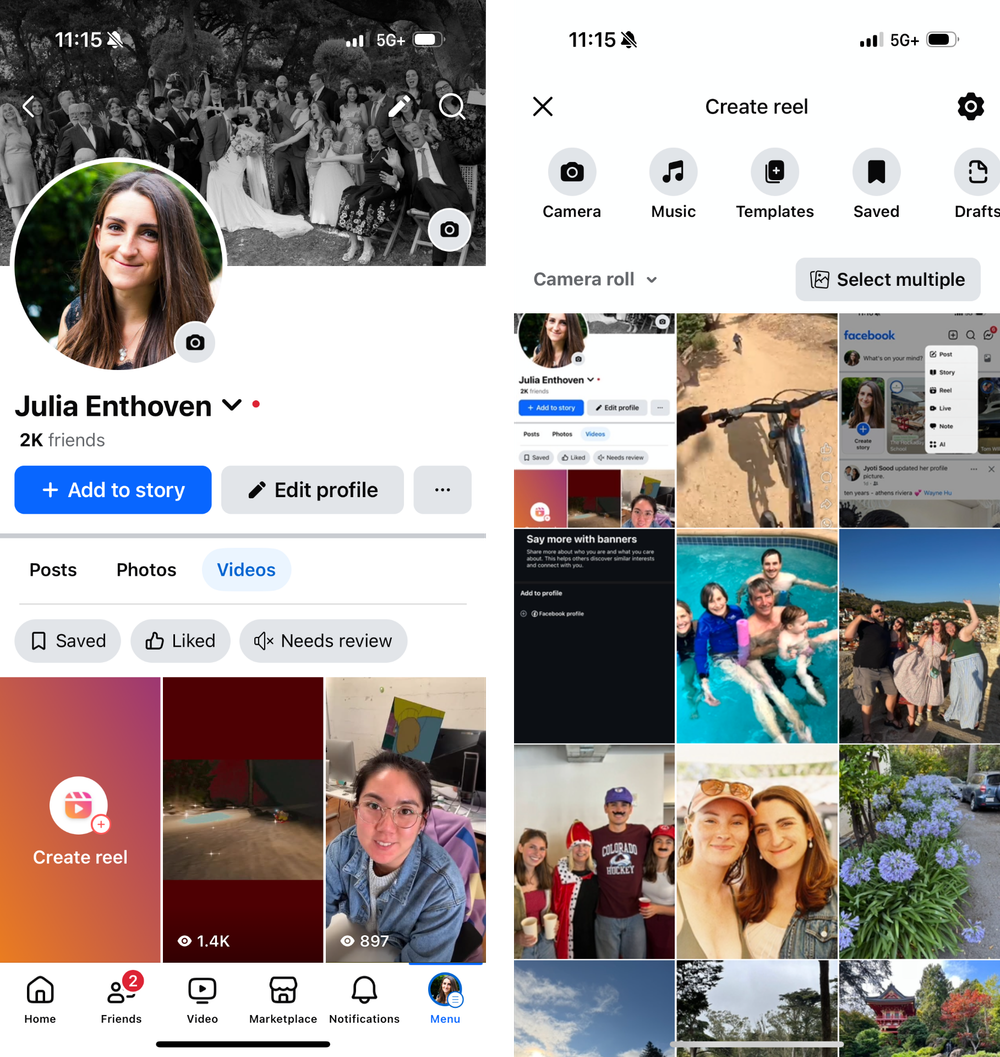 11:15
5G+
Julia Enthoven
2K friends
+ Add to story
Edit profile
...
Posts
Photos
Videos
Saved
Liked
Needs review
Create reel
1.4K
897
2
Home
Friends
Video
Marketplace
Notifications
Menu
11:15
5G+
Create reel
Camera
Music
Templates
Saved
Drafts
Camera roll
Select multiple
Julia Enthoven
2K friends
+ Add to story
Edit profile
...
Posts
Photos
Videos
Saved
Liked
Needs review
facebook
What's on your mind?
Post
Story
Reel
Live
Note
AI
Create
story
Jyoti Sood updated her profile
picture.
ten years - athens riviera 💞 Wayne Hu
Say more with banners
Share more about who you are and what you care
about. This helps others discover similar interests
and connect with you.
Add to profile
Facebook profile
COLORADO
HOCKEY